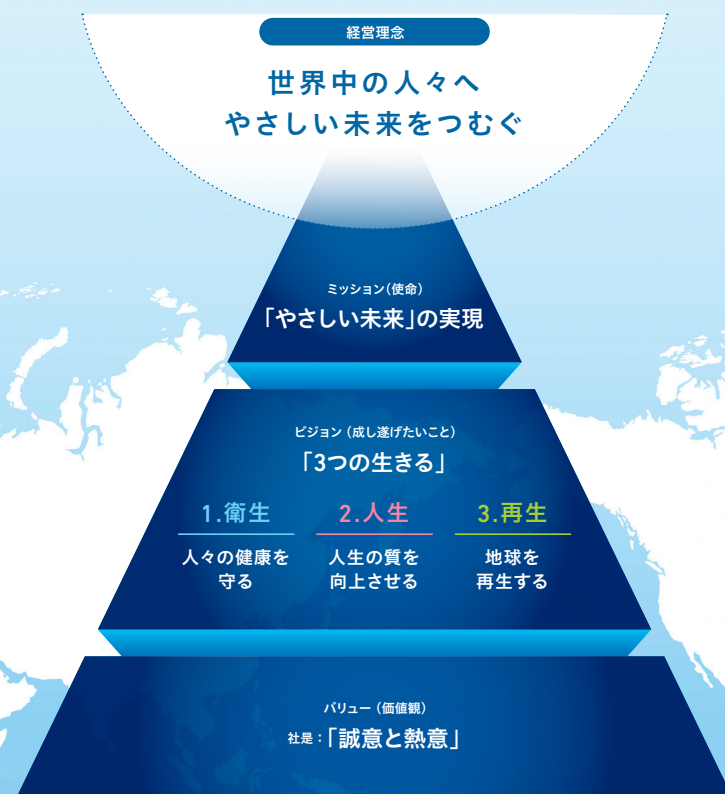 経営理念
世界中の人々へ
やさしい未来をつむぐ
ミッション(使命)
「やさしい未来」の実現
ビジョン(成し遂げたいこと)
「3つの生きる」
1.衛生
2.人生
3.再生
人々の健康を
守る
人生の質を
向上させる
地球を
再生する
バリュー(価値観)
社是:「誠意と熱意」